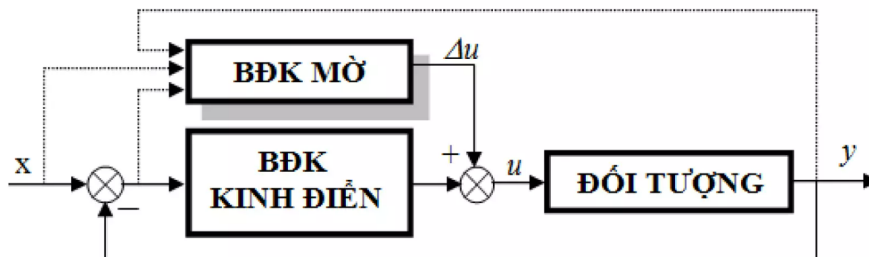 BĐK MỜ
Δu
x
BĐK
KINH ĐIỂN
+
−
u
ĐỐI TƯỢNG
y